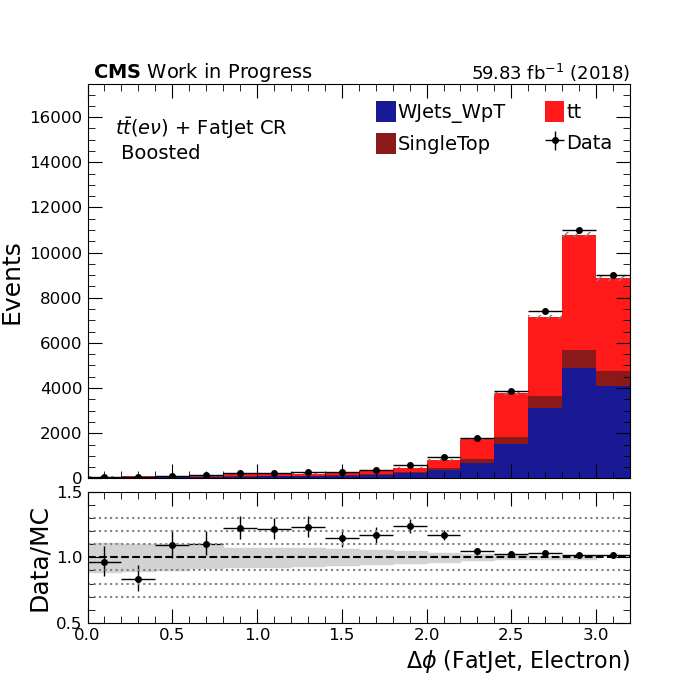 CMS Work in Progress 59.83 fb⁻¹ (2018)
tt̄(eν) + FatJet CR
Boosted
WJets_WpT
tt
SingleTop
Data
Events
16000
14000
12000
10000
8000
6000
4000
2000
0
Data/MC
1.5
1.0
0.5
0.0 0.5 1.0 1.5 2.0 2.5 3.0
Δϕ (FatJet, Electron)